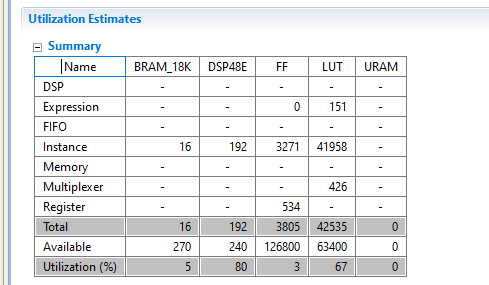 Utilization Estimates
Summary
Name BRAM_18K DSP48E FF LUT URAM
DSP - - - - -
Expression - - 0 151 -
FIFO - - - - -
Instance 16 192 3271 41958 -
Memory - - - - -
Multiplexer - - - 426 -
Register - - 534 - -
Total 16 192 3805 42535 0
Available 270 240 126800 63400 0
Utilization (%) 5 80 3 67 0